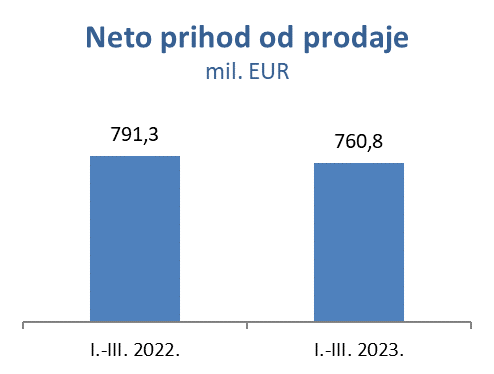 Neto prihod od prodaje
mil. EUR
791,3
760,8
I.-III. 2022.
I.-III. 2023.